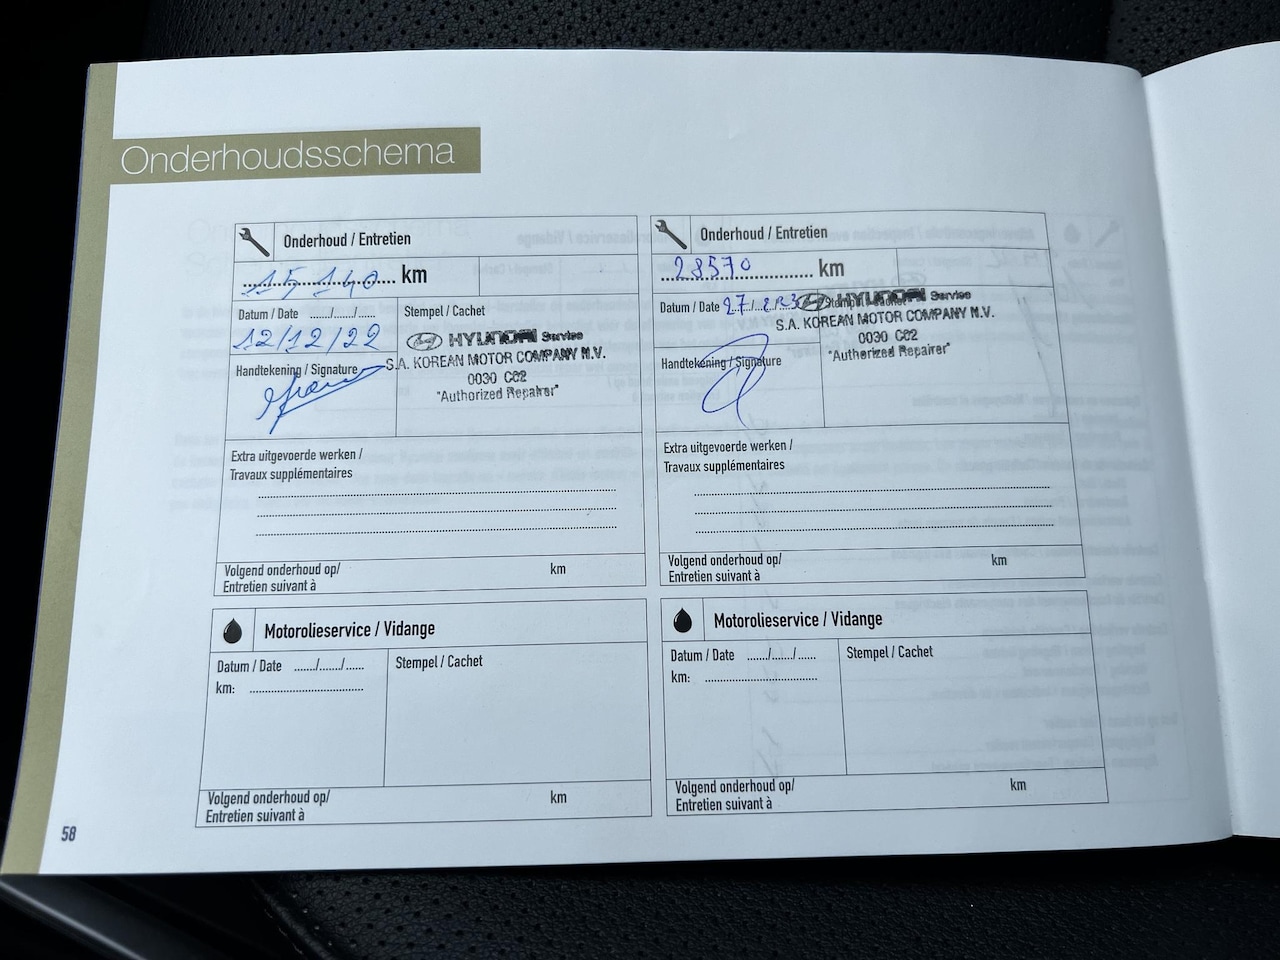 Onderhoudsschema
Onderhoud / Entretien
15 140 km
Datum / Date ....../....../......
12/12/22
Stempel / Cachet
HYUNDAI Service
S.A. KOREAN MOTOR COMPANY N.V.
0030 C02
"Authorized Repairer"
Handtekening / Signature
Extra uitgevoerde werken /
Travaux supplémentaires
Volgend onderhoud op/
Entretien suivant à
km
Motorolieservice / Vidange
Datum / Date ....../....../......
km: ..............................
Stempel / Cachet
Volgend onderhoud op/
Entretien suivant à
km
Onderhoud / Entretien
28570 km
Datum / Date 27/
Stempel / Cachet
HYUNDAI Service
S.A. KOREAN MOTOR COMPANY N.V.
0030 C02
"Authorized Repairer"
Handtekening / Signature
Extra uitgevoerde werken /
Travaux supplémentaires
Volgend onderhoud op/
Entretien suivant à
km
Motorolieservice / Vidange
Datum / Date ....../....../......
km: ..............................
Stempel / Cachet
Volgend onderhoud op/
Entretien suivant à
km
58